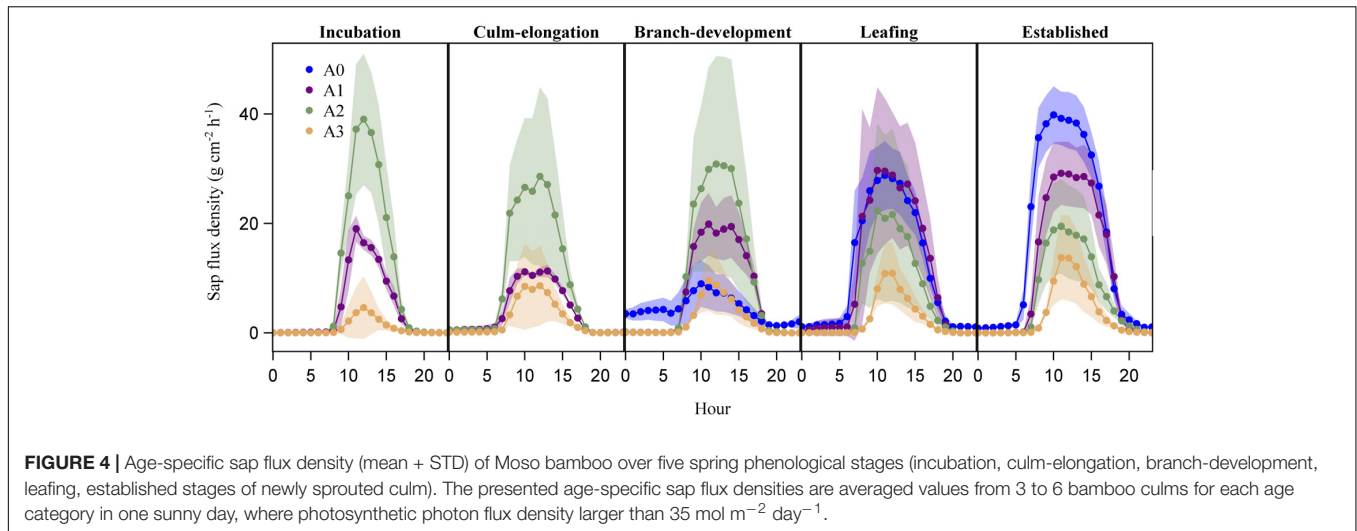 Incubation Culm-elongation Branch-development Leafing Established
A0
A1
A2
A3
Sap flux density (g cm⁻² h⁻¹)
40
20
0
0 5 10 15 20 0 5 10 15 20 0 5 10 15 20 0 5 10 15 20 0 5 10 15 20
Hour
FIGURE 4 | Age-specific sap flux density (mean + STD) of Moso bamboo over five spring phenological stages (incubation, culm-elongation, branch-development,
leafing, established stages of newly sprouted culm). The presented age-specific sap flux densities are averaged values from 3 to 6 bamboo culms for each age
category in one sunny day, where photosynthetic photon flux density larger than 35 mol m⁻² day⁻¹.